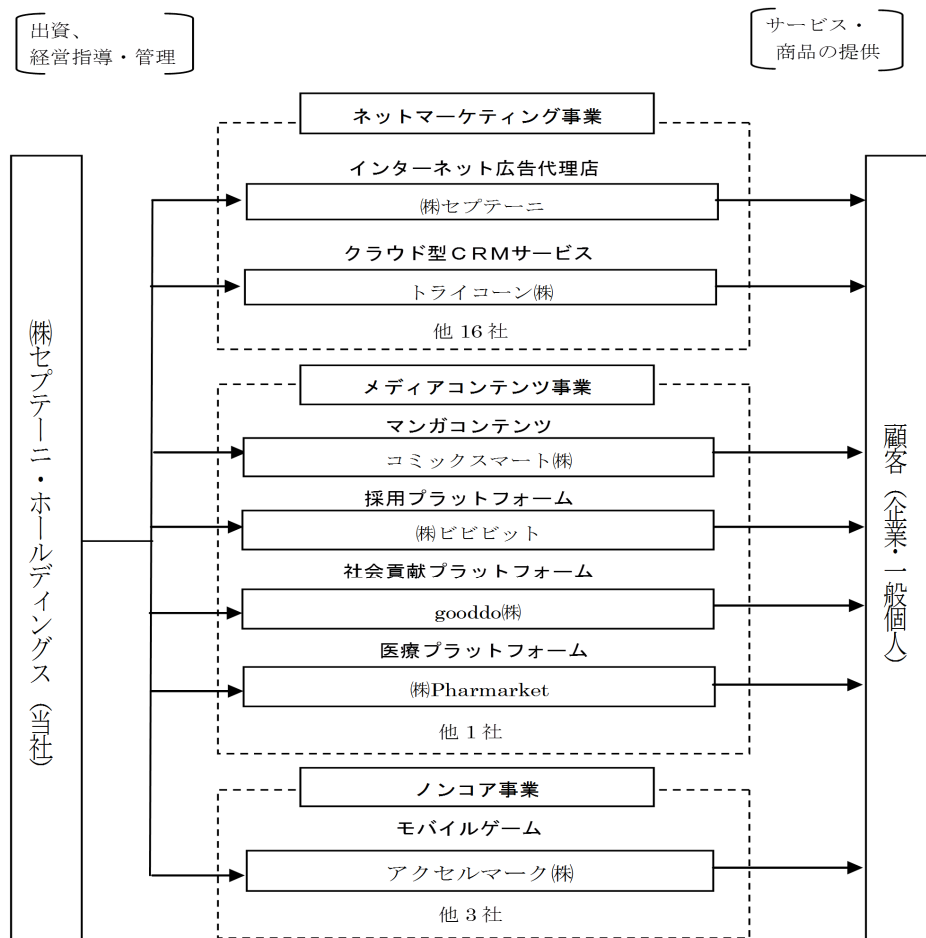 出資、
経営指導・管理
サービス・
商品の提供
㈱セプテーニ・ホールディングス（当社）
ネットマーケティング事業
インターネット広告代理店
㈱セプテーニ
クラウド型ＣＲＭサービス
トライコーン㈱
他 16 社
メディアコンテンツ事業
マンガコンテンツ
コミックスマート㈱
採用プラットフォーム
㈱ビビビット
社会貢献プラットフォーム
gooddo㈱
医療プラットフォーム
㈱Pharmarket
他 1 社
ノンコア事業
モバイルゲーム
アクセルマーク㈱
他 3 社
顧客（企業・一般個人）